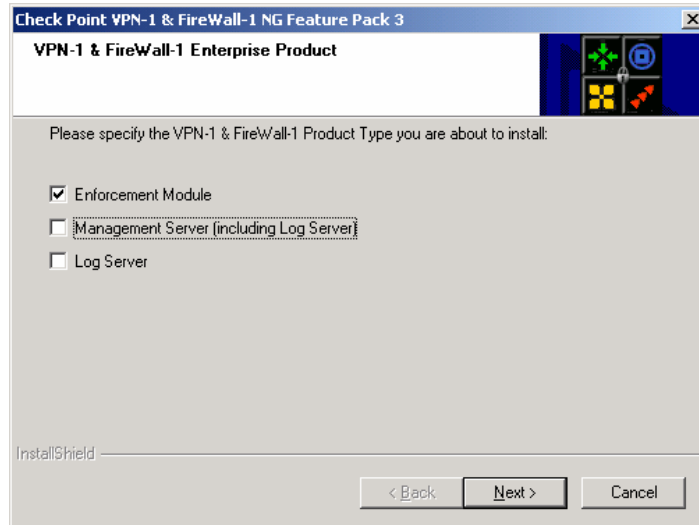 Check Point VPN-1 & FireWall-1 NG Feature Pack 3
VPN-1 & FireWall-1 Enterprise Product
Please specify the VPN-1 & FireWall-1 Product Type you are about to install:
Enforcement Module
Management Server (including Log Server)
Log Server
InstallShield
< Back
Next >
Cancel